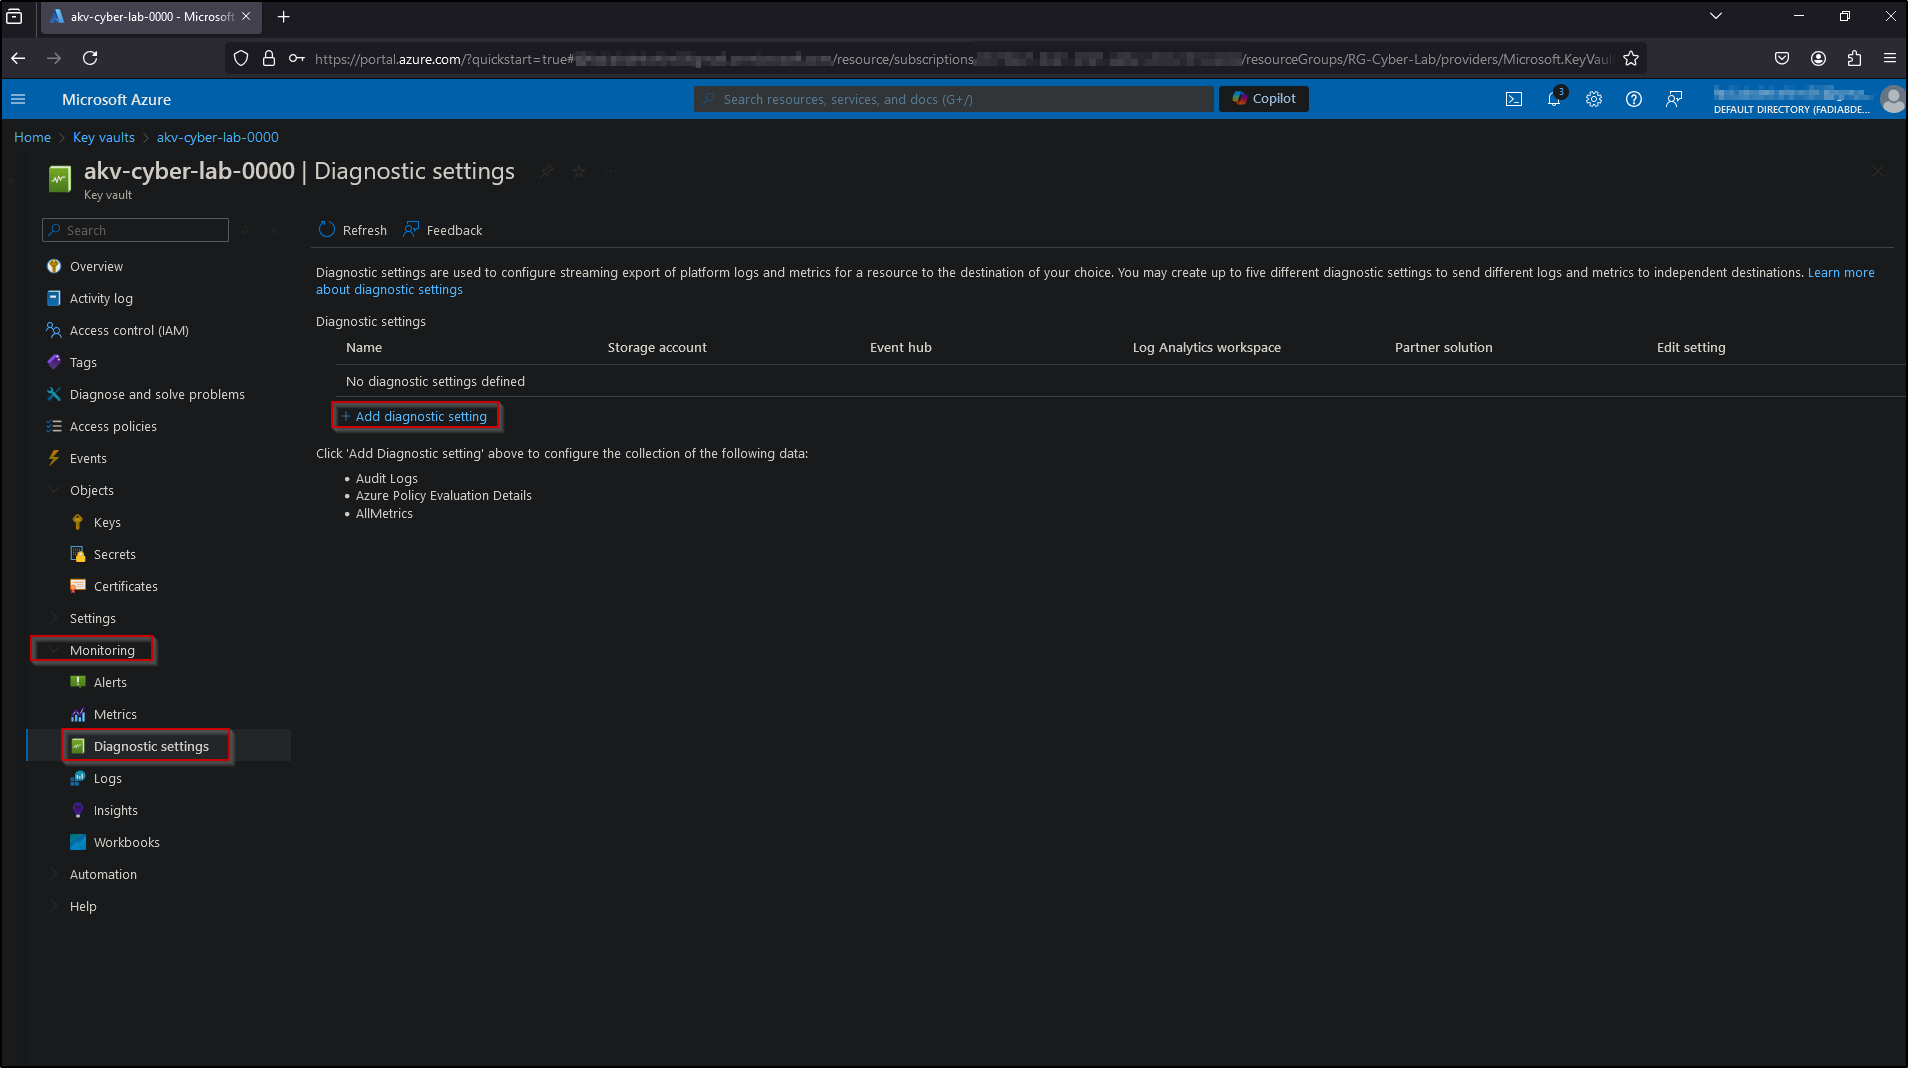 akv-cyber-lab-0000 - Microsoft
https://portal.azure.com/?quickstart=true#
/resource/subscriptions
/resourceGroups/RG-Cyber-Lab/providers/Microsoft.KeyVaul
Microsoft Azure
Search resources, services, and docs (G+/)
Copilot
3
DEFAULT DIRECTORY (FADIABDE...
Home > Key vaults > akv-cyber-lab-0000
akv-cyber-lab-0000 | Diagnostic settings
Key vault
Search
Refresh
Feedback
Overview
Activity log
Access control (IAM)
Tags
Diagnose and solve problems
Access policies
Events
Objects
Keys
Secrets
Certificates
Settings
Monitoring
Alerts
Metrics
Diagnostic settings
Logs
Insights
Workbooks
Automation
Help
Diagnostic settings are used to configure streaming export of platform logs and metrics for a resource to the destination of your choice. You may create up to five different diagnostic settings to send different logs and metrics to independent destinations. Learn more
about diagnostic settings
Diagnostic settings
Name Storage account Event hub Log Analytics workspace Partner solution Edit setting
No diagnostic settings defined
+ Add diagnostic setting
Click 'Add Diagnostic setting' above to configure the collection of the following data:
• Audit Logs
• Azure Policy Evaluation Details
• AllMetrics